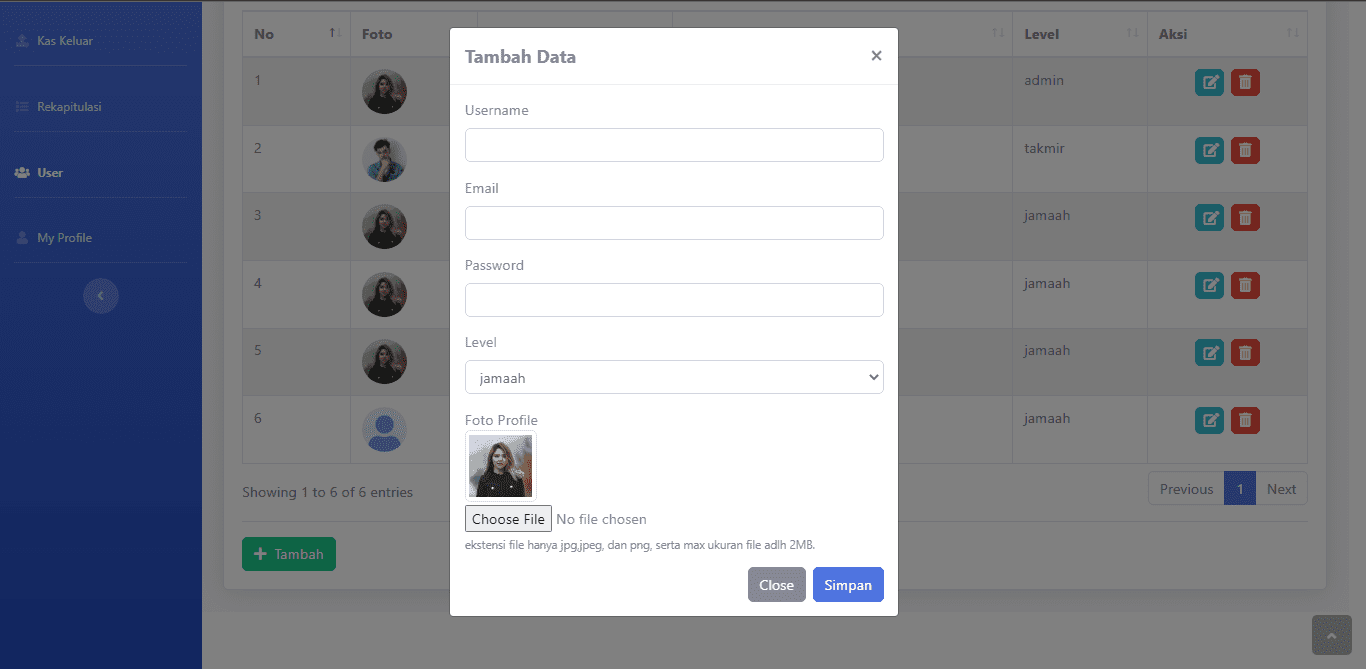 Kas Keluar
Rekapitulasi
User
My Profile
No Foto Level Aksi
1 admin
2 takmir
3 jamaah
4 jamaah
5 jamaah
6 jamaah
Showing 1 to 6 of 6 entries
Previous 1 Next
Tambah
Tambah Data ×
Username
Email
Password
Level
jamaah
Foto Profile
Choose File No file chosen
ekstensi file hanya jpg,jpeg, dan png, serta max ukuran file adlh 2MB.
Close Simpan